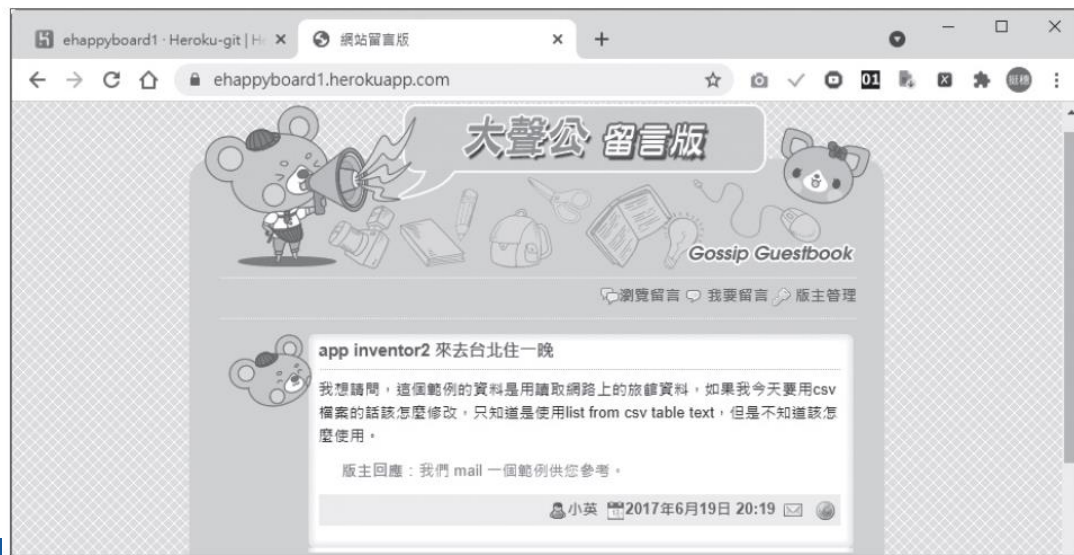 ehappyboard1 · Heroku-git | H
網站留言版
ehappyboard1.herokuapp.com
01
大聲公 留言版
Gossip Guestbook
瀏覽留言 我要留言 版主管理
app inventor2 來去台北住一晚
我想請問，這個範例的資料是用讀取網路上的旅館資料，如果我今天要用csv
檔案的話該怎麼修改，只知道是使用list from csv table text，但是不知道該怎
麼使用。
版主回應：我們 mail 一個範例供您參考。
小英 2017年6月19日 20:19